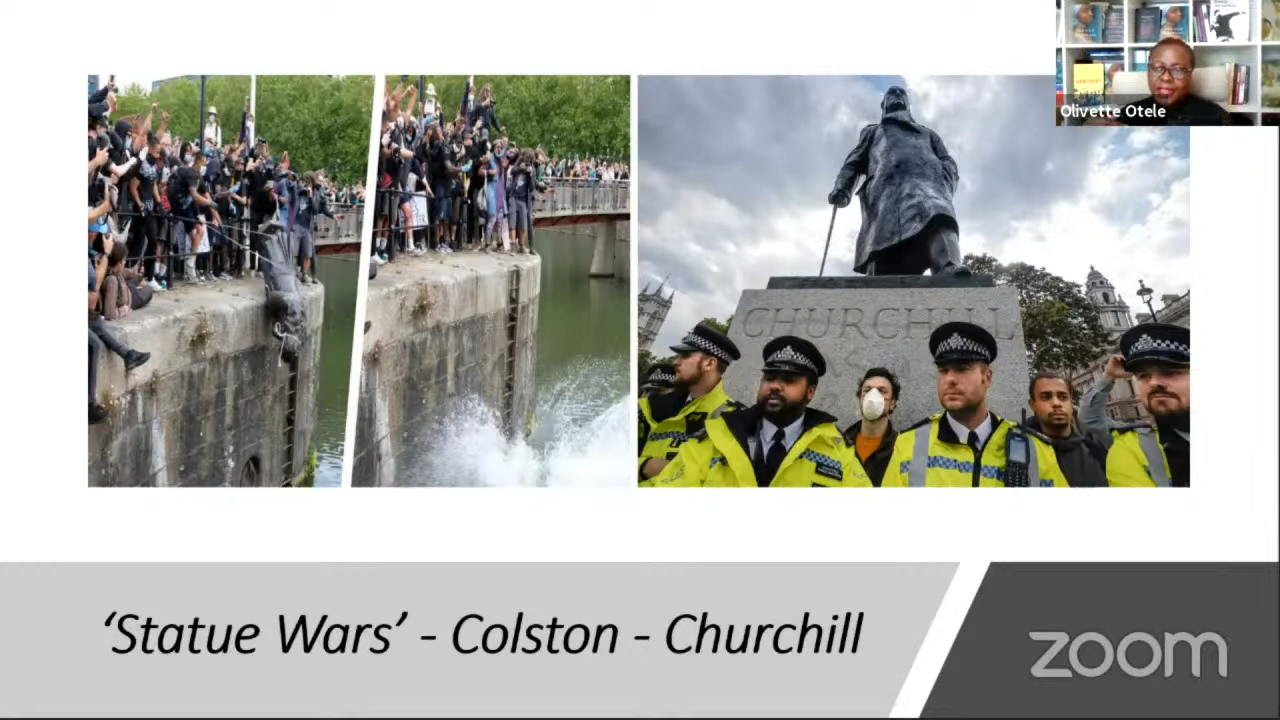 Olivette Otele
CHURCHILL
‘Statue Wars’ - Colston - Churchill
zoom